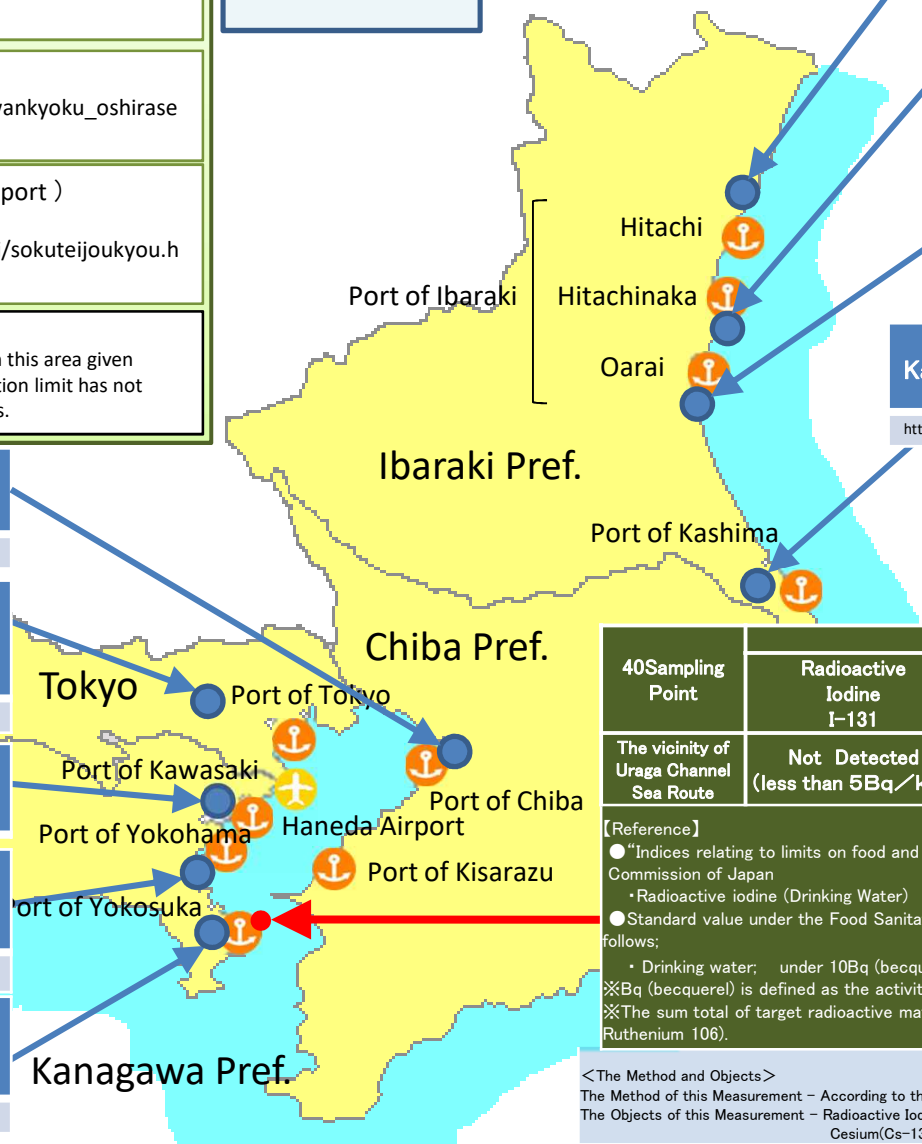 vankyoku_oshirase
port )
i/sokuteijoukyou.h
this area given
tion limit has not
s.
Hitachi
Port of Ibaraki
Hitachinaka
Oarai
Ka
htt
Ibaraki Pref.
Port of Kashima
Chiba Pref.
Tokyo
Port of Tokyo
Port of Kawasaki
Port of Chiba
Port of Yokohama
Haneda Airport
Port of Kisarazu
ort of Yokosuka
Kanagawa Pref.
40Sampling
Point
Radioactive
Iodine
I-131
The vicinity of
Uraga Channel
Sea Route
Not Detected
(less than 5Bq/k
【Reference】
●"Indices relating to limits on food and
Commission of Japan
・Radioactive iodine (Drinking Water)
●Standard value under the Food Sanita
follows;
・ Drinking water; under 10Bq (becqu
※Bq (becquerel) is defined as the activit
※The sum total of target radioactive ma
Ruthenium 106).
<The Method and Objects>
The Method of this Measurement - According to th
The Objects of this Measurement - Radioactive Iod
Cesium(Cs-13